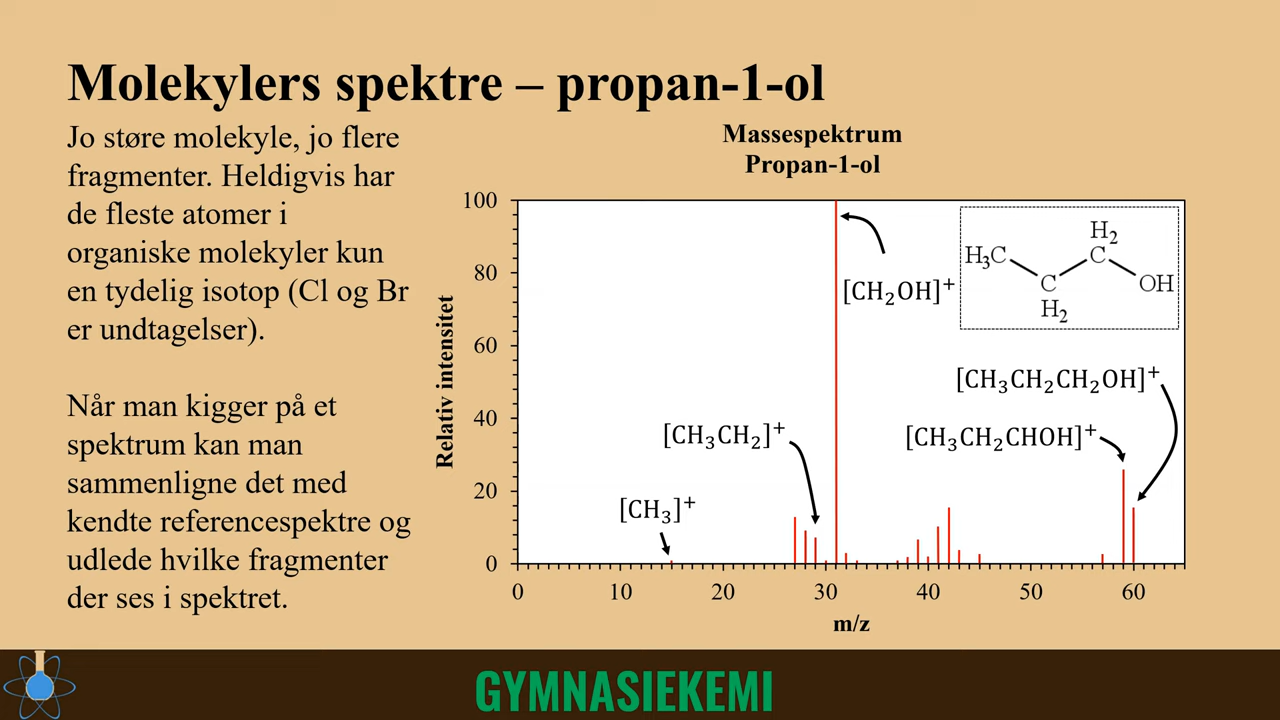 Molekylers spektre – propan-1-ol
Jo større molekyle, jo flere
fragmenter. Heldigvis har
de fleste atomer i
organiske molekyler kun
en tydelig isotop (Cl og Br
er undtagelser).
Når man kigger på et
spektrum kan man
sammenligne det med
kendte referencespektre og
udlede hvilke fragmenter
der ses i spektret.
Massespektrum
Propan-1-ol
Relativ intensitet
100
80
60
40
20
0
[CH₃]⁺
[CH₃CH₂]⁺
[CH₂OH]⁺
H₃C
C
H₂
H₂
C
OH
[CH₃CH₂CH₂OH]⁺
[CH₃CH₂CHOH]⁺
0 10 20 30 40 50 60
m/z
GYMNASIEKEMI